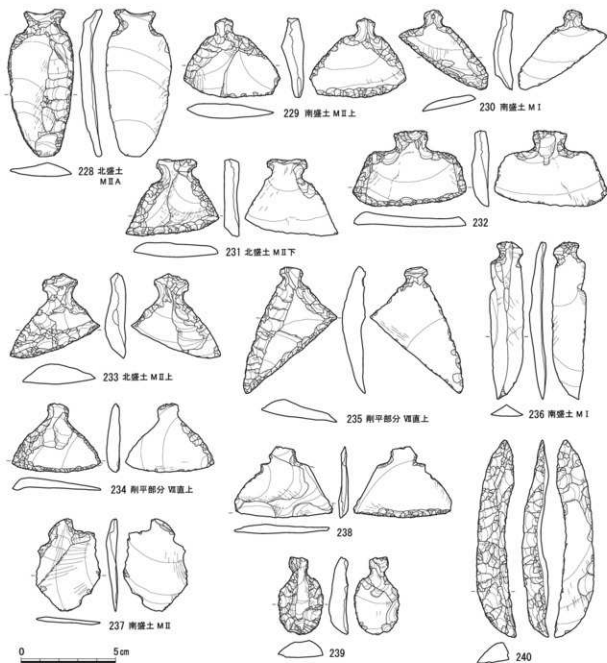 228 北盛土
MⅡA
229 南盛土 MⅡ上
230 南盛土 MⅠ
231 北盛土 MⅡ下
232
233 北盛土 MⅡ上
234 削平部分 Ⅶ直上
235 削平部分 Ⅶ直上
236 南盛土 MⅠ
237 南盛土 MⅡ
238
239
240
0 5cm